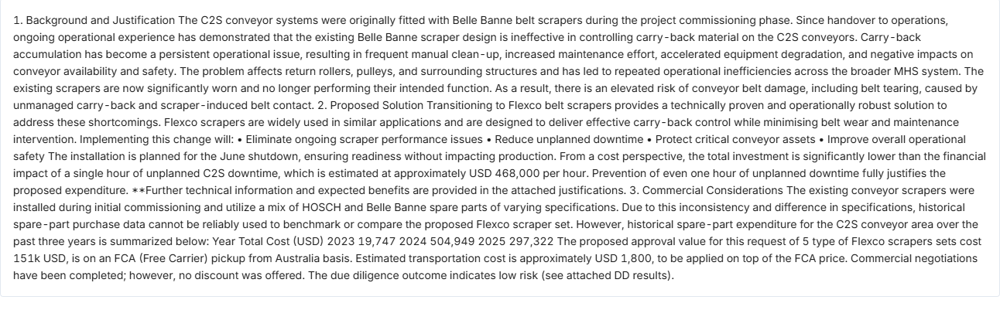 1. Background and Justification The C2S conveyor systems were originally fitted with Belle Banne belt scrapers during the project commissioning phase. Since handover to operations,
ongoing operational experience has demonstrated that the existing Belle Banne scraper design is ineffective in controlling carry-back material on the C2S conveyors. Carry-back
accumulation has become a persistent operational issue, resulting in frequent manual clean-up, increased maintenance effort, accelerated equipment degradation, and negative impacts on
conveyor availability and safety. The problem affects return rollers, pulleys, and surrounding structures and has led to repeated operational inefficiencies across the broader MHS system. The
existing scrapers are now significantly worn and no longer performing their intended function. As a result, there is an elevated risk of conveyor belt damage, including belt tearing, caused by
unmanaged carry-back and scraper-induced belt contact. 2. Proposed Solution Transitioning to Flexco belt scrapers provides a technically proven and operationally robust solution to
address these shortcomings. Flexco scrapers are widely used in similar applications and are designed to deliver effective carry-back control while minimising belt wear and maintenance
intervention. Implementing this change will: • Eliminate ongoing scraper performance issues • Reduce unplanned downtime • Protect critical conveyor assets • Improve overall operational
safety The installation is planned for the June shutdown, ensuring readiness without impacting production. From a cost perspective, the total investment is significantly lower than the financial
impact of a single hour of unplanned C2S downtime, which is estimated at approximately USD 468,000 per hour. Prevention of even one hour of unplanned downtime fully justifies the
proposed expenditure. **Further technical information and expected benefits are provided in the attached justifications. 3. Commercial Considerations The existing conveyor scrapers were
installed during initial commissioning and utilize a mix of HOSCH and Belle Banne spare parts of varying specifications. Due to this inconsistency and difference in specifications, historical
spare-part purchase data cannot be reliably used to benchmark or compare the proposed Flexco scraper set. However, historical spare-part expenditure for the C2S conveyor area over the
past three years is summarized below: Year Total Cost (USD) 2023 19,747 2024 504,949 2025 297,322 The proposed approval value for this request of 5 type of Flexco scrapers sets cost
151k USD, is on an FCA (Free Carrier) pickup from Australia basis. Estimated transportation cost is approximately USD 1,800, to be applied on top of the FCA price. Commercial negotiations
have been completed; however, no discount was offered. The due diligence outcome indicates low risk (see attached DD results).